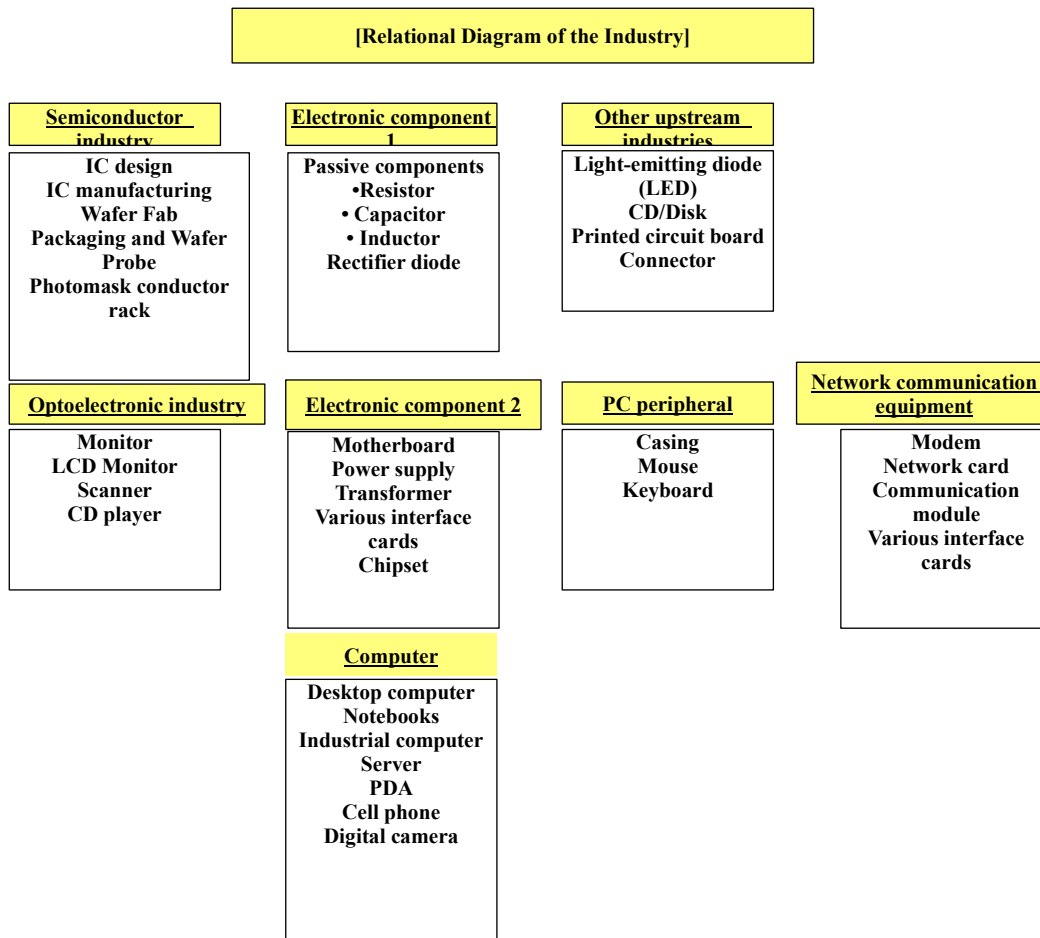 [Relational Diagram of the Industry]
Semiconductor
industry
IC design
IC manufacturing
Wafer Fab
Packaging and Wafer
Probe
Photomask conductor
rack
Electronic component
1
Passive components
•Resistor
• Capacitor
• Inductor
Rectifier diode
Other upstream
industries
Light-emitting diode
(LED)
CD/Disk
Printed circuit board
Connector
Optoelectronic industry
Monitor
LCD Monitor
Scanner
CD player
Electronic component 2
Motherboard
Power supply
Transformer
Various interface
cards
Chipset
PC peripheral
Casing
Mouse
Keyboard
Network communication
equipment
Modem
Network card
Communication
module
Various interface
cards
Computer
Desktop computer
Notebooks
Industrial computer
Server
PDA
Cell phone
Digital camera